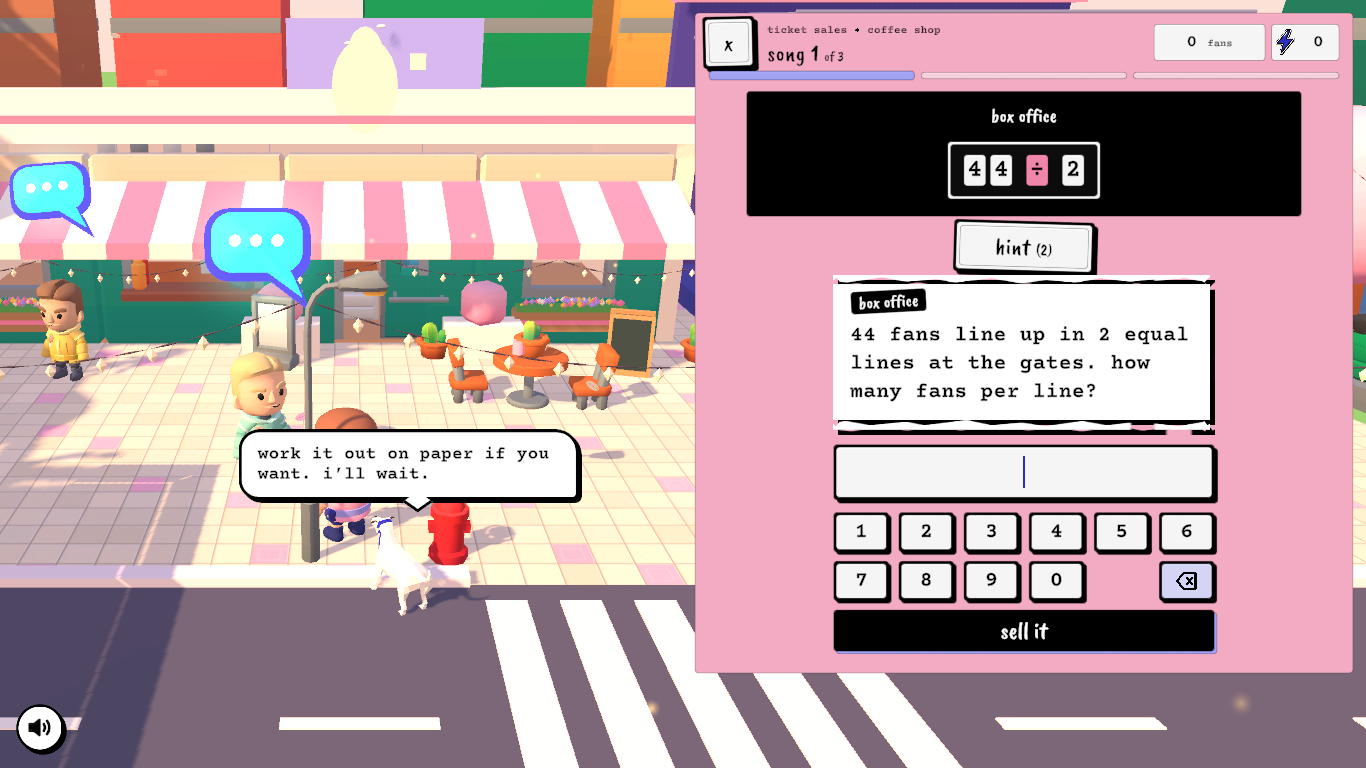 x
ticket sales • coffee shop
song 1 of 3
0 fans
0
box office
44 ÷ 2
hint (2)
box office
44 fans line up in 2 equal
lines at the gates. how
many fans per line?
work it out on paper if you
want. i'll wait.
1 2 3 4 5 6
7 8 9 0
sell it